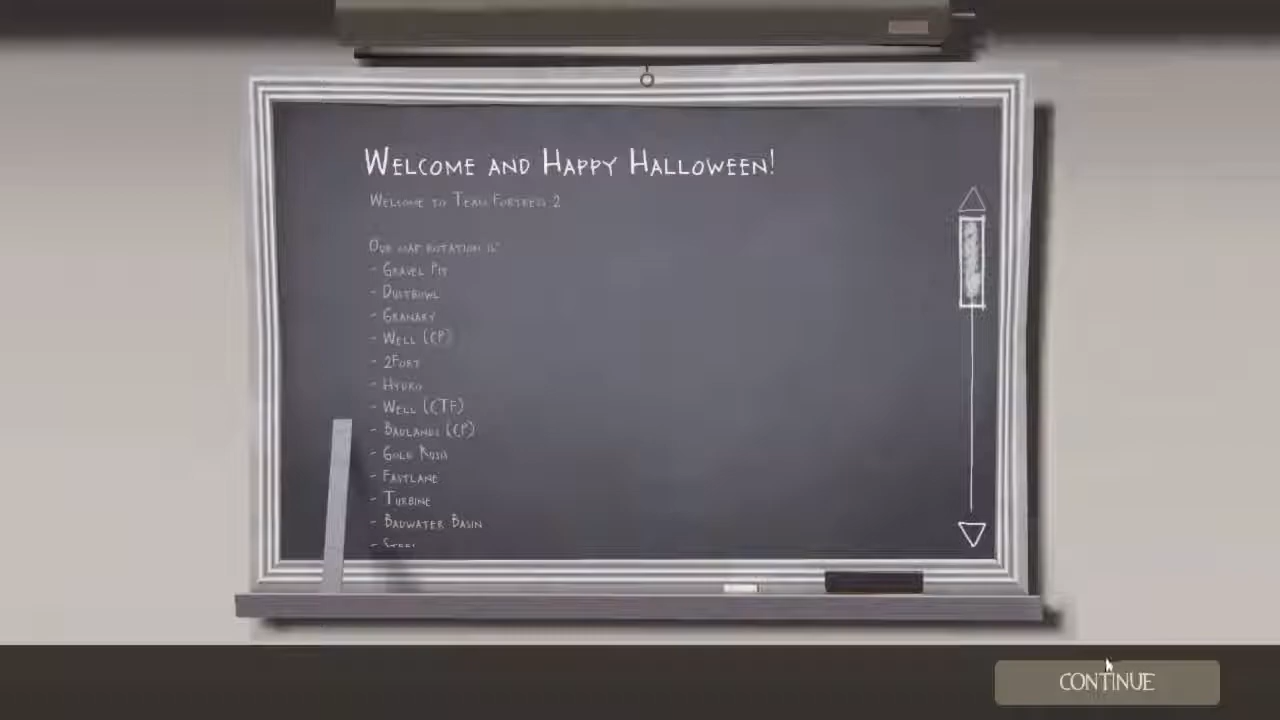 Welcome and Happy Halloween!
Welcome to Team Fortress 2
Our map rotation is:
- Gravel Pit
- Dustbowl
- Granary
- Well (CP)
- 2Fort
- Hydro
- Well (CTF)
- Badlands (CP)
- Gold Rush
- Fastlane
- Turbine
- Badwater Basin
CONTINUE